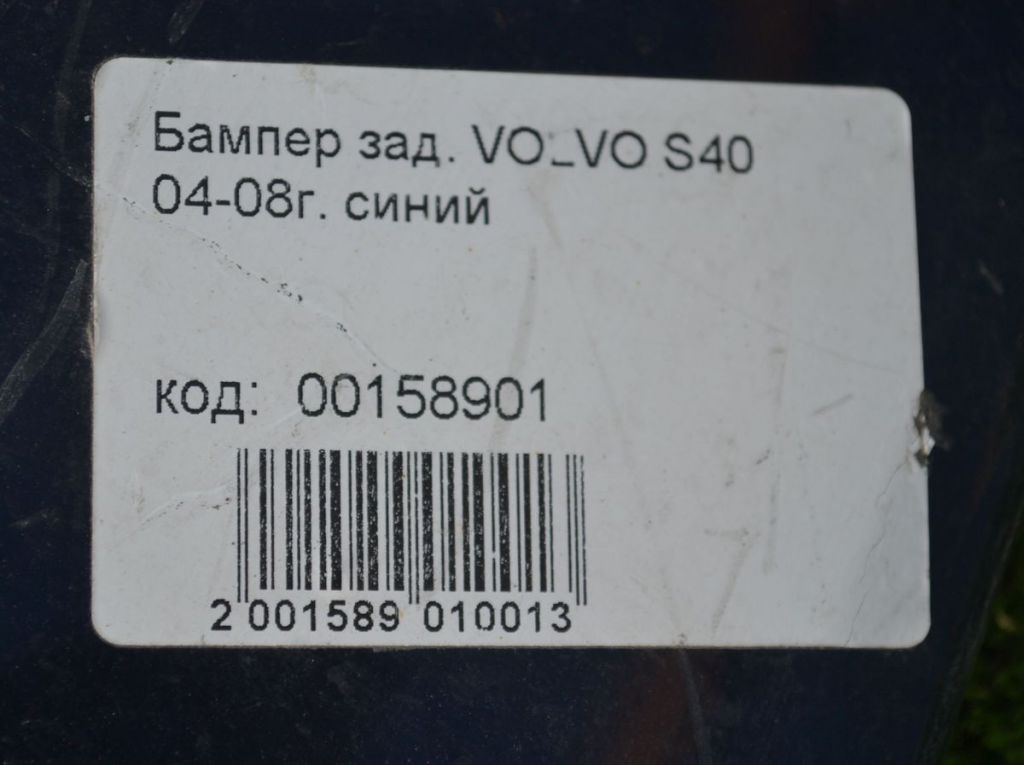 Бампер зад. VOLVO S40
04-08г. синий
код: 00158901
2 001589 010013